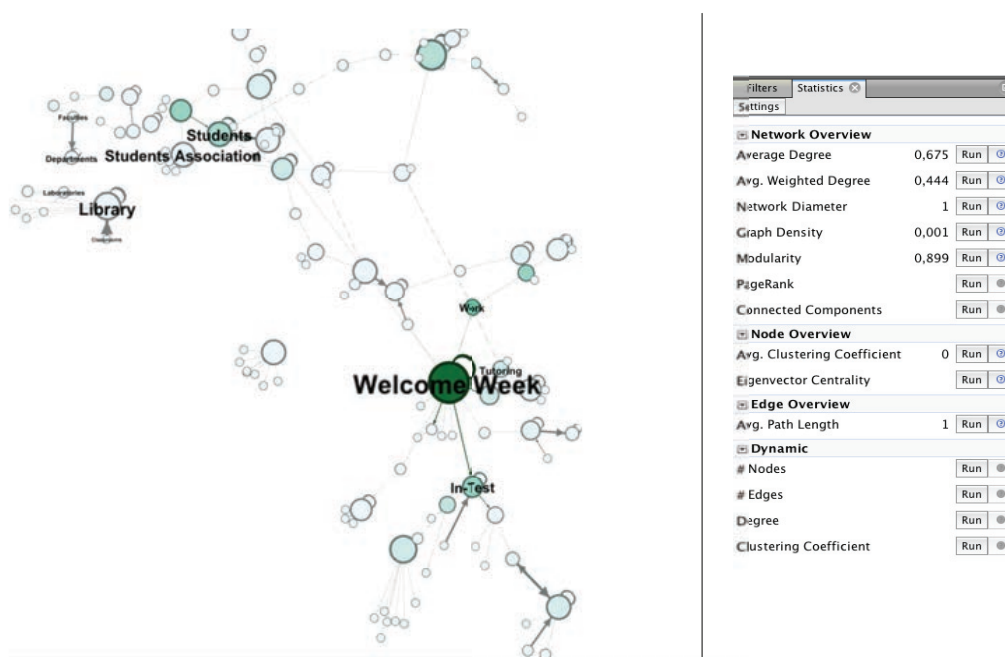 Faculties
Students
Departments
Students Association
Laboratories
Library
Classrooms
Work
Tutoring
Welcome Week
In-Test
Filters
Statistics
Settings
Network Overview
Average Degree 0,675 Run
Avg. Weighted Degree 0,444 Run
Network Diameter 1 Run
Graph Density 0,001 Run
Modularity 0,899 Run
PageRank Run
Connected Components Run
Node Overview
Avg. Clustering Coefficient 0 Run
Eigenvector Centrality Run
Edge Overview
Avg. Path Length 1 Run
Dynamic
# Nodes Run
# Edges Run
Degree Run
Clustering Coefficient Run